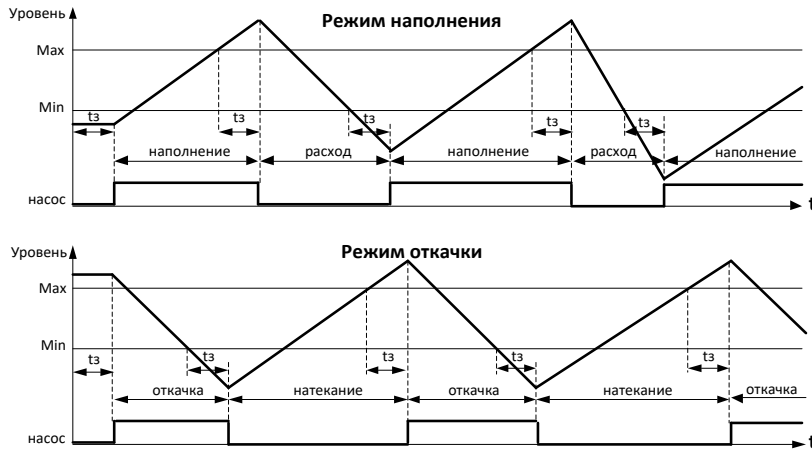 Уровень
Режим наполнения
Max
Min
tз tз tз tз tз
наполнение расход наполнение расход наполнение
насос
t
Уровень
Режим откачки
Max
Min
tз tз tз tз tз
откачка натекание откачка натекание откачка
насос
t